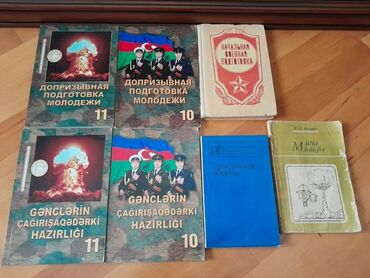 ДОПРИЗЫВНАЯ
ПОДГОТОВКА
МОЛОДЕЖИ
11
ДОПРИЗЫВНАЯ
ПОДГОТОВКА
МОЛОДЕЖИ
10
НАЧАЛЬНАЯ
ВОЕННАЯ
ПОДГОТОВКА
GƏNCLƏRİN
ÇAĞIRIŞAQƏDƏRKİ
HAZIRLIĞI
11
GƏNCLƏRİN
ÇAĞIRIŞAQƏDƏRKİ
HAZIRLIĞI
10
Mülki
Müdafiə